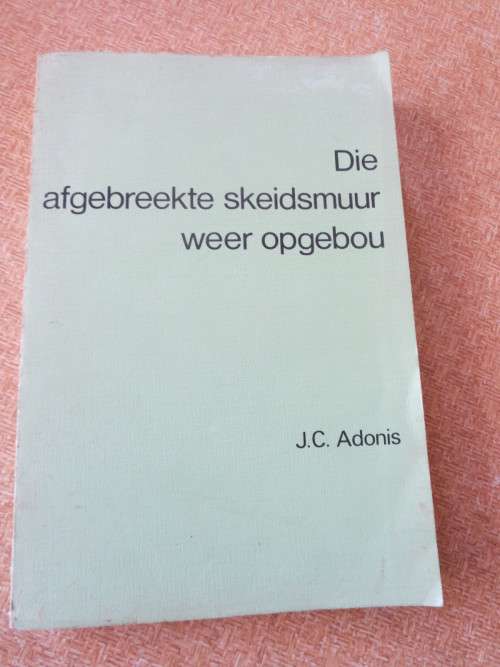 Die
afgebreekte skeidsmuur
weer opgebou
J.C. Adonis